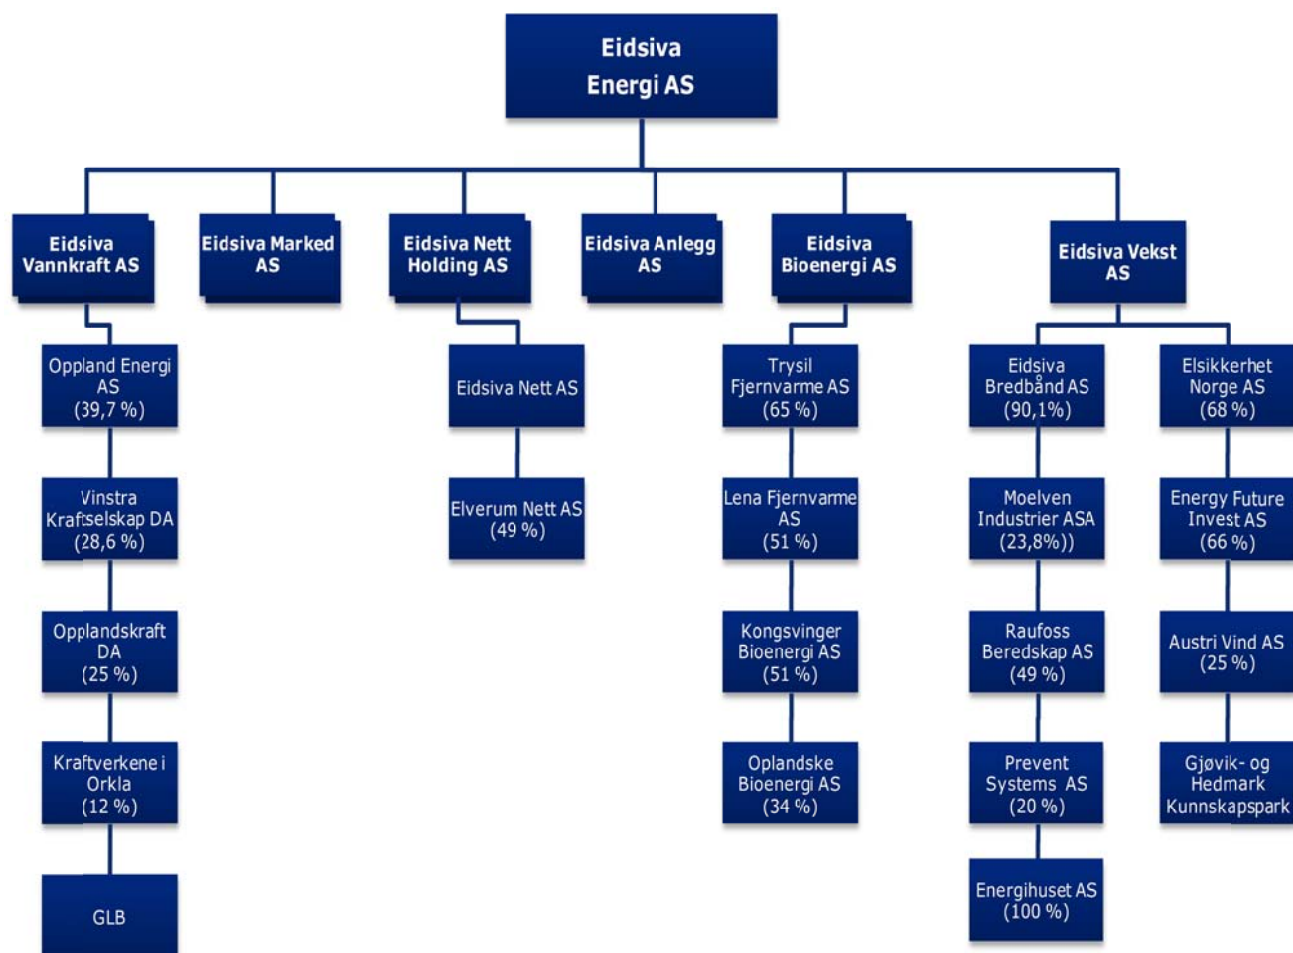 Eidsiva
Energi AS
Eidsiva
Vannkraft AS
Eidsiva Marked
AS
Eidsiva Nett
Holding AS
Eidsiva Anlegg
AS
Eidsiva
Bioenergi AS
Eidsiva Vekst
AS
Oppland Energi
AS
(39,7 %)
Vinstra
Kraftselskap DA
(28,6 %)
Opplandskraft
DA
(25 %)
Kraftverkene i
Orkla
(12 %)
GLB
Eidsiva Nett AS
Elverum Nett AS
(49 %)
Trysil
Fjernvarme AS
(65 %)
Lena Fjernvarme
AS
(51 %)
Kongsvinger
Bioenergi AS
(51 %)
Oplandske
Bioenergi AS
(34 %)
Eidsiva
Bredbånd AS
(90,1%)
Moelven
Industrier ASA
(23,8%))
Raufoss
Beredskap AS
(49 %)
Prevent
Systems AS
(20 %)
Energihuset AS
(100 %)
Elsikkerhet
Norge AS
(68 %)
Energy Future
Invest AS
(66 %)
Austri Vind AS
(25 %)
Gjøvik- og
Hedmark
Kunnskapspark